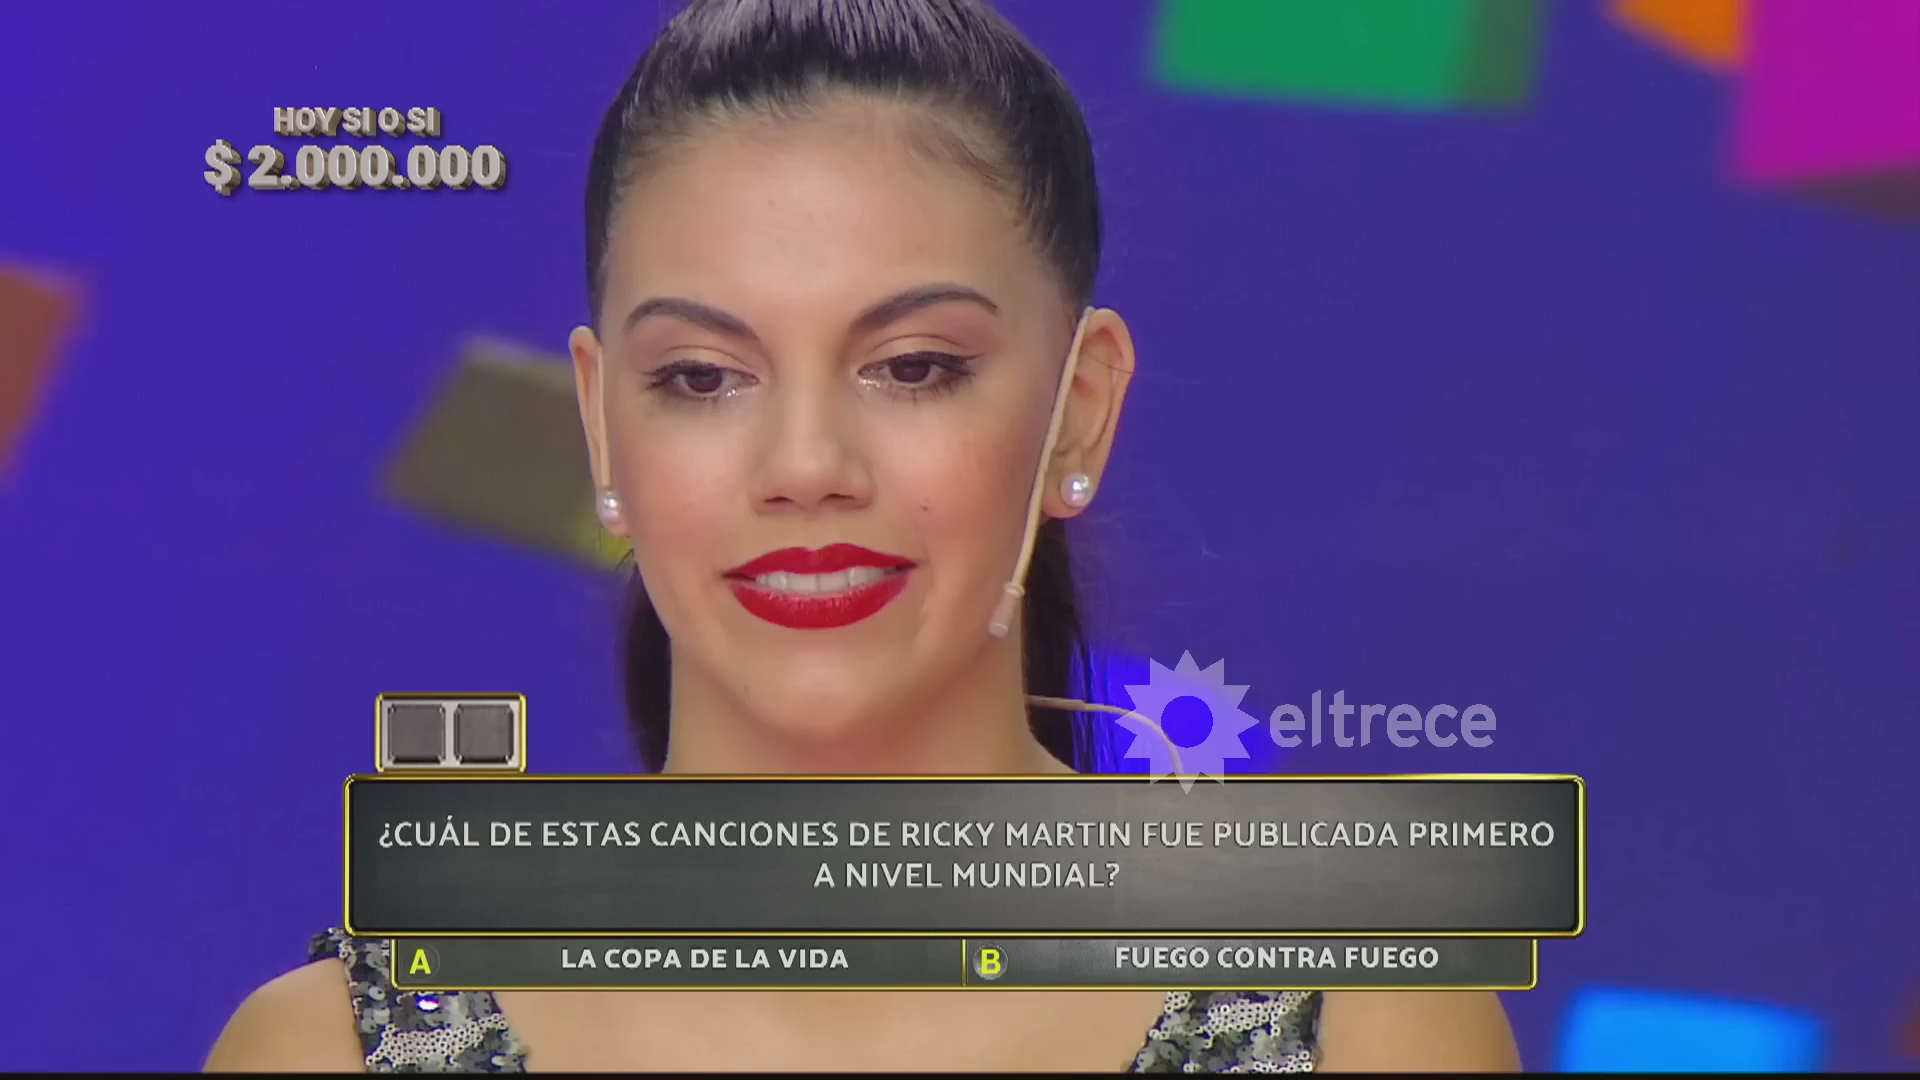 HOY SI O SI
$ 2.000.000
eltrece
¿CUÁL DE ESTAS CANCIONES DE RICKY MARTIN FUE PUBLICADA PRIMERO
A NIVEL MUNDIAL?
A LA COPA DE LA VIDA
B FUEGO CONTRA FUEGO